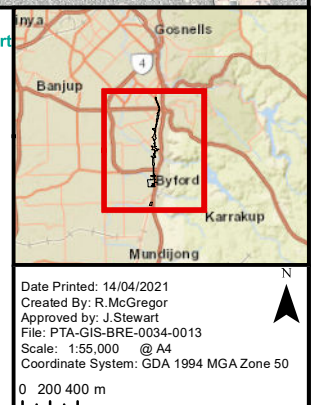 inya
Gosnells
rt
4
Banjup
Byford
Karrakup
Mundijong
N
Date Printed: 14/04/2021
Created By: R.McGregor
Approved by: J.Stewart
File: PTA-GIS-BRE-0034-0013
Scale: 1:55,000 @ A4
Coordinate System: GDA 1994 MGA Zone 50
0 200 400 m